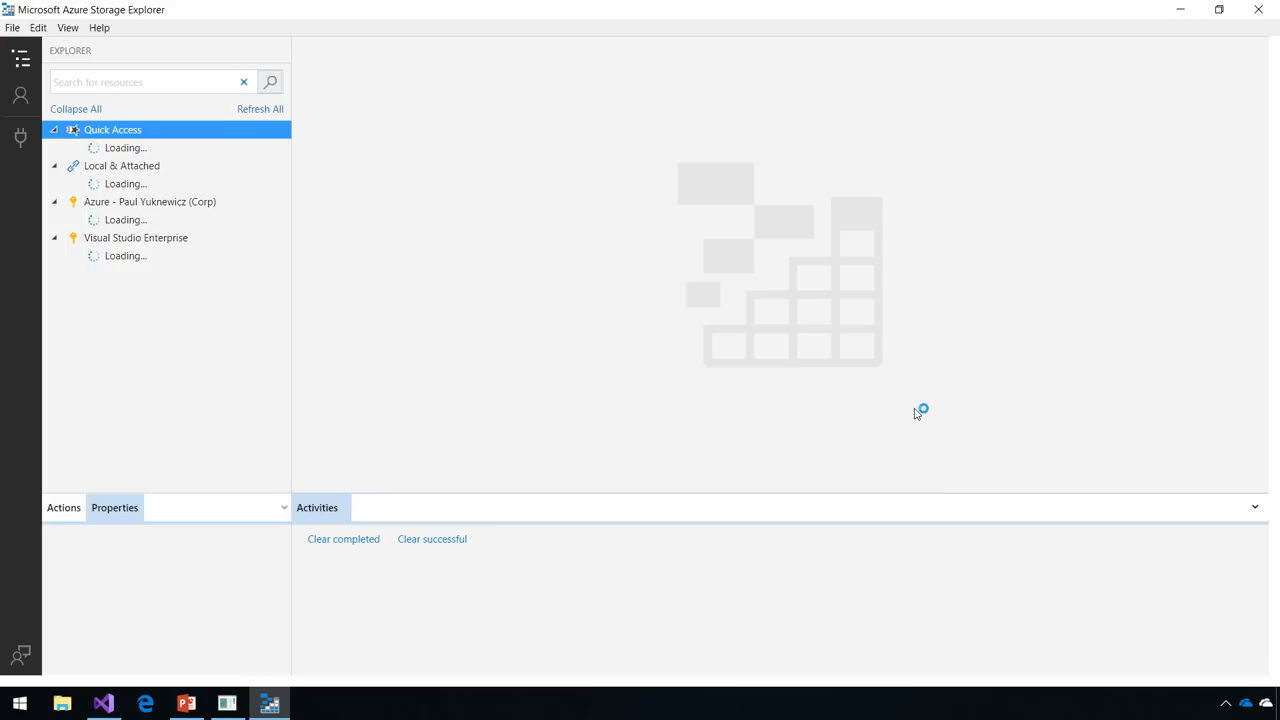 Microsoft Azure Storage Explorer
File Edit View Help
EXPLORER
Search for resources
Collapse All Refresh All
Quick Access
Loading...
Local & Attached
Loading...
Azure - Paul Yuknewicz (Corp)
Loading...
Visual Studio Enterprise
Loading...
Actions Properties Activities
Clear completed Clear successful